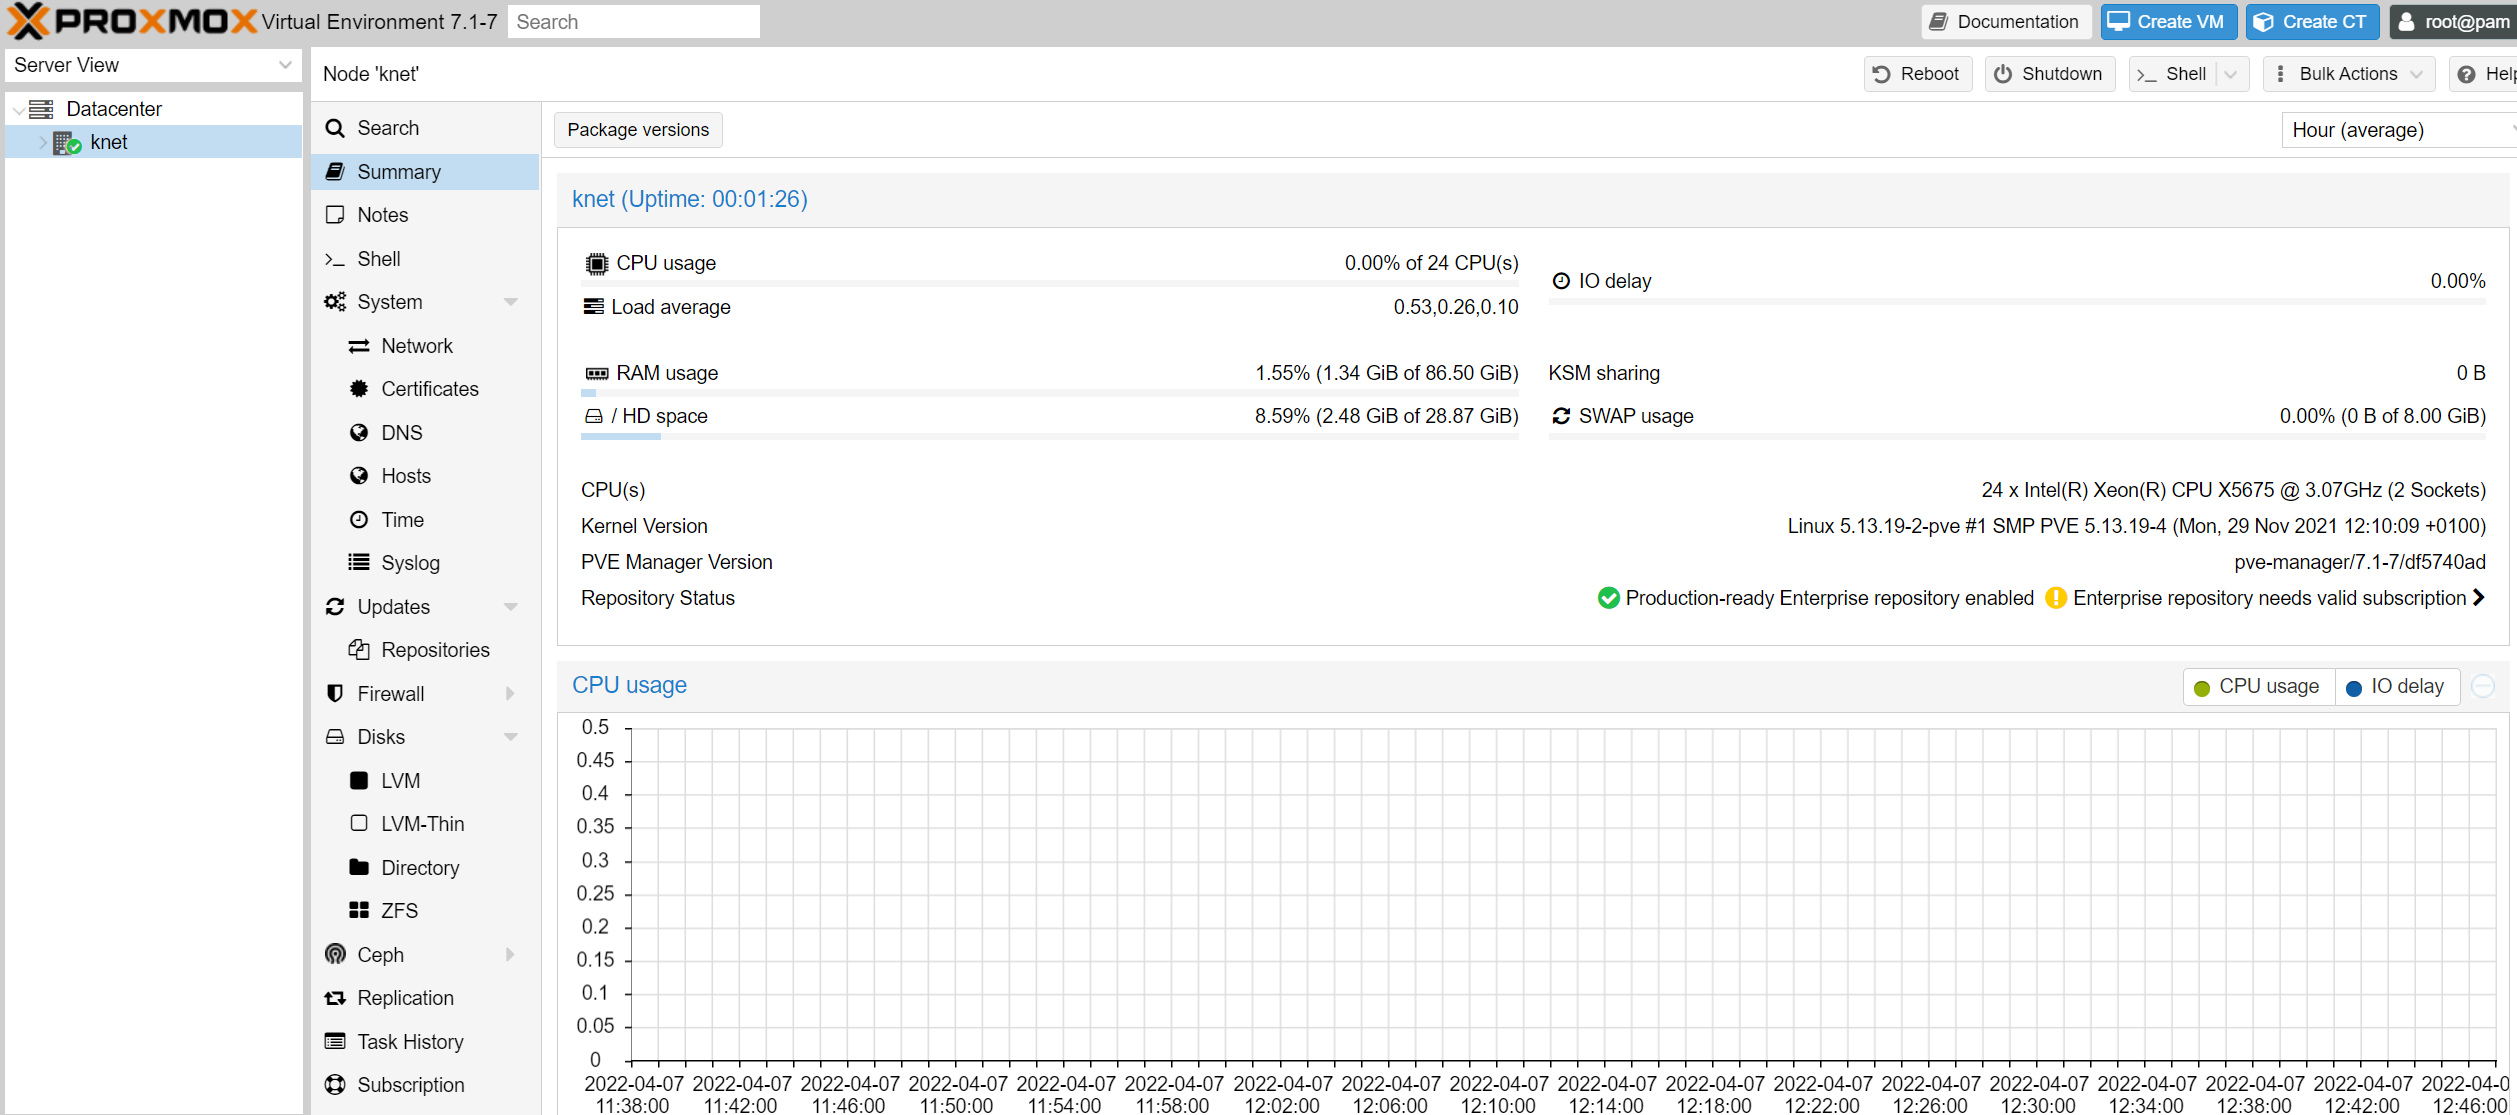 PROXMOX Virtual Environment 7.1-7 Search Documentation Create VM Create CT root@pam
Server View
Datacenter
knet
Node 'knet' Reboot Shutdown Shell Bulk Actions
Search
Summary
Notes
Shell
System
Network
Certificates
DNS
Hosts
Time
Syslog
Updates
Repositories
Firewall
Disks
LVM
LVM-Thin
Directory
ZFS
Ceph
Replication
Task History
Subscription
Package versions Hour (average)
knet (Uptime: 00:01:26)
CPU usage 0.00% of 24 CPU(s)
IO delay 0.00%
Load average 0.53,0.26,0.10
RAM usage 1.55% (1.34 GiB of 86.50 GiB) KSM sharing 0 B
/ HD space 8.59% (2.48 GiB of 28.87 GiB) SWAP usage 0.00% (0 B of 8.00 GiB)
CPU(s) 24 x Intel(R) Xeon(R) CPU X5675 @ 3.07GHz (2 Sockets)
Kernel Version Linux 5.13.19-2-pve #1 SMP PVE 5.13.19-4 (Mon, 29 Nov 2021 12:10:09 +0100)
PVE Manager Version pve-manager/7.1-7/df5740ad
Repository Status Production-ready Enterprise repository enabled Enterprise repository needs valid subscription
CPU usage CPU usage IO delay
0.5
0.45
0.4
0.35
0.3
0.25
0.2
0.15
0.1
0.05
0
2022-04-07 2022-04-07 2022-04-07 2022-04-07 2022-04-07 2022-04-07 2022-04-07 2022-04-07 2022-04-07 2022-04-07 2022-04-07 2022-04-07 2022-04-07 2022-04-07 2022-04-07 2022-04-07 2022-04-07 2022-04-0
11:38:00 11:42:00 11:46:00 11:50:00 11:54:00 11:58:00 12:02:00 12:06:00 12:10:00 12:14:00 12:18:00 12:22:00 12:26:00 12:30:00 12:34:00 12:38:00 12:42:00 12:46:00